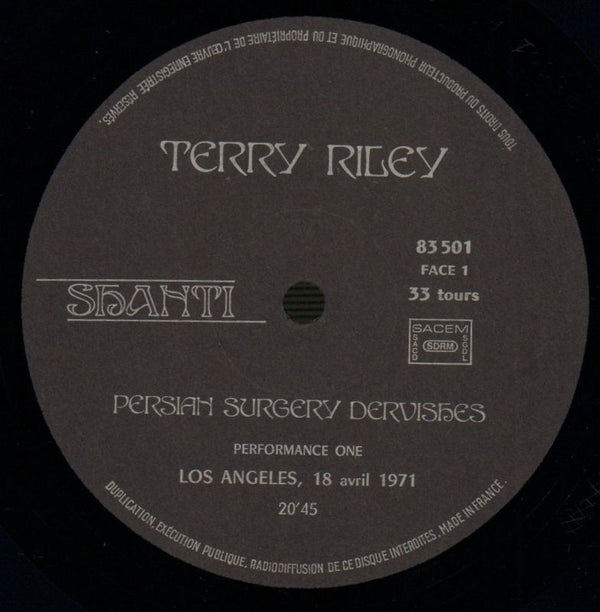 TOUS DROITS DU PRODUCTEUR PHONOGRAPHIQUE ET DU PROPRIÉTAIRE DE L'ŒUVRE ENREGISTRÉE RÉSERVÉS.
TERRY RILEY
83 501
FACE 1
33 tours
SHANTI
SACEM
SACD
SDRM
SGDL
PERSIAN SURGERY DERVISHES
PERFORMANCE ONE
LOS ANGELES, 18 avril 1971
20'45
DUPLICATION, EXÉCUTION PUBLIQUE, RADIODIFFUSION DE CE DISQUE INTERDITES. MADE IN FRANCE.